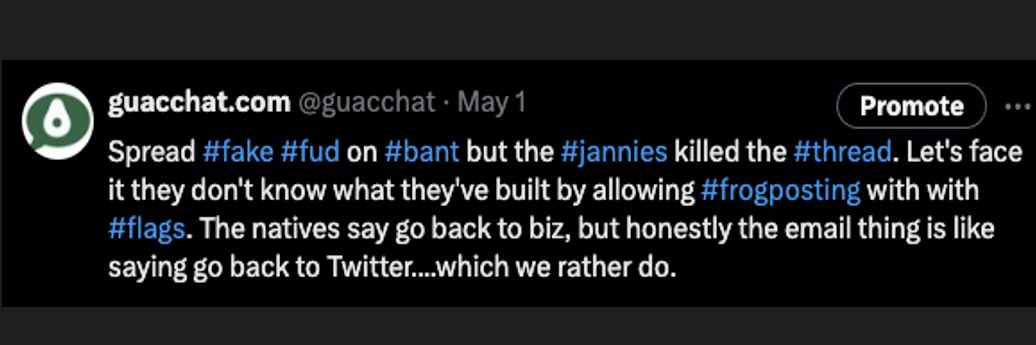 guacchat.com @guacchat · May 1
Promote
Spread #fake #fud on #bant but the #jannies killed the #thread. Let's face
it they don't know what they've built by allowing #frogposting with with
#flags. The natives say go back to biz, but honestly the email thing is like
saying go back to Twitter....which we rather do.